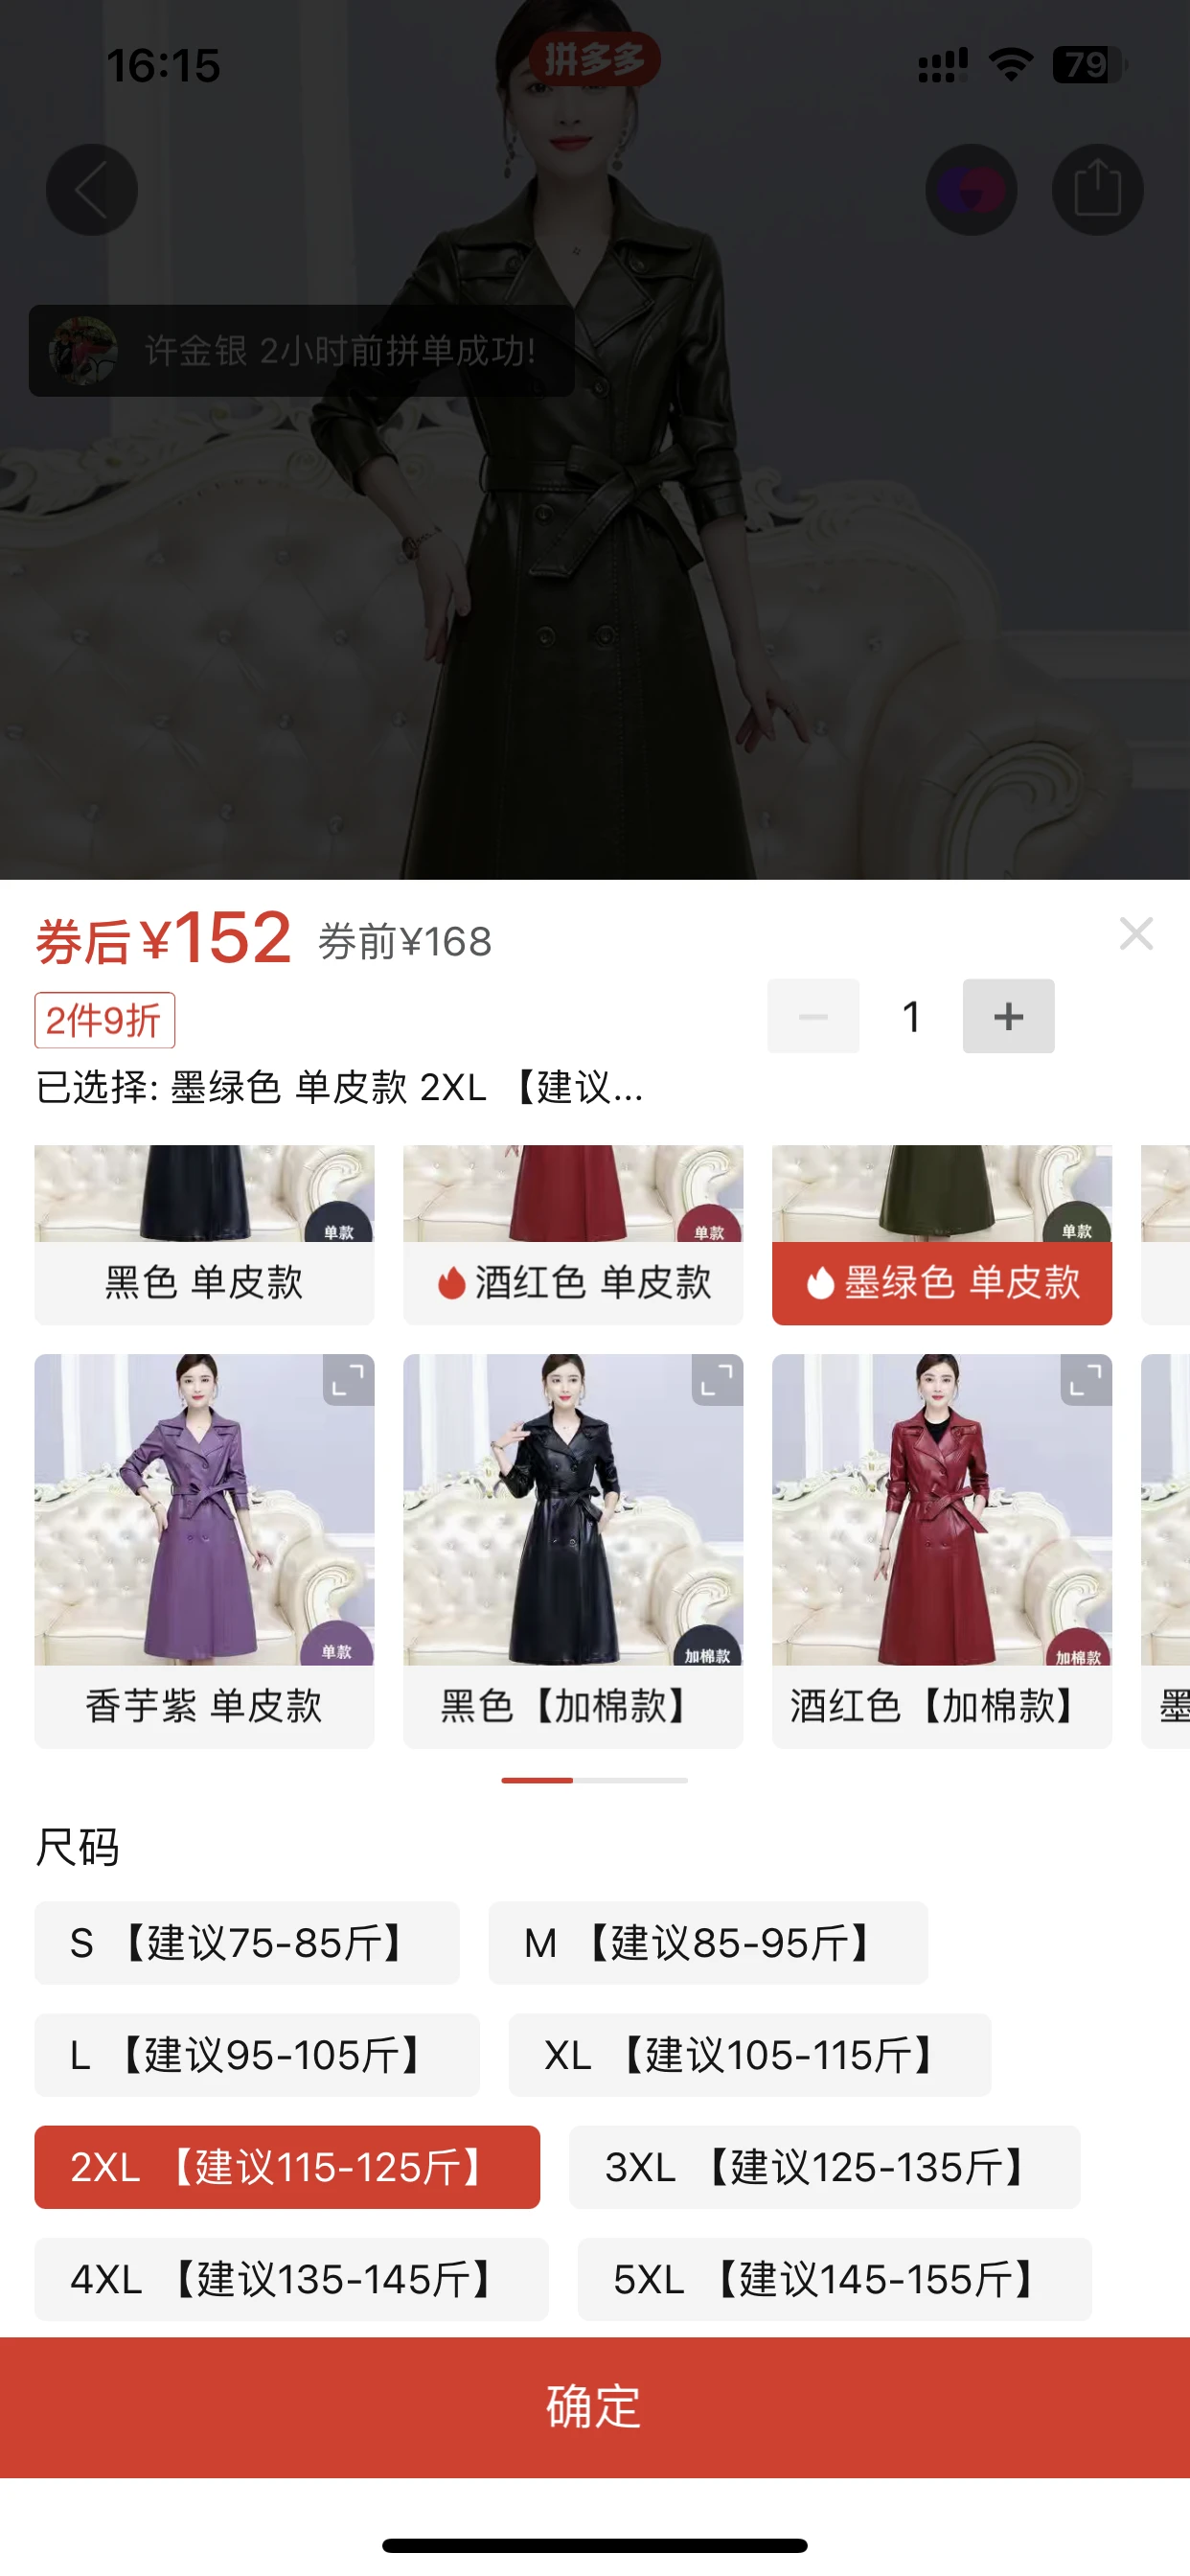 16:15
拼多多
79
许金银 2小时前拼单成功!
券后¥152 券前¥168
2件9折
1
已选择: 墨绿色 单皮款 2XL 【建议...
单款
单款
单款
黑色 单皮款
酒红色 单皮款
墨绿色 单皮款
单款
加棉款
加棉款
香芋紫 单皮款
黑色【加棉款】
酒红色【加棉款】
墨
尺码
S 【建议75-85斤】
M 【建议85-95斤】
L 【建议95-105斤】
XL 【建议105-115斤】
2XL 【建议115-125斤】
3XL 【建议125-135斤】
4XL 【建议135-145斤】
5XL 【建议145-155斤】
确定